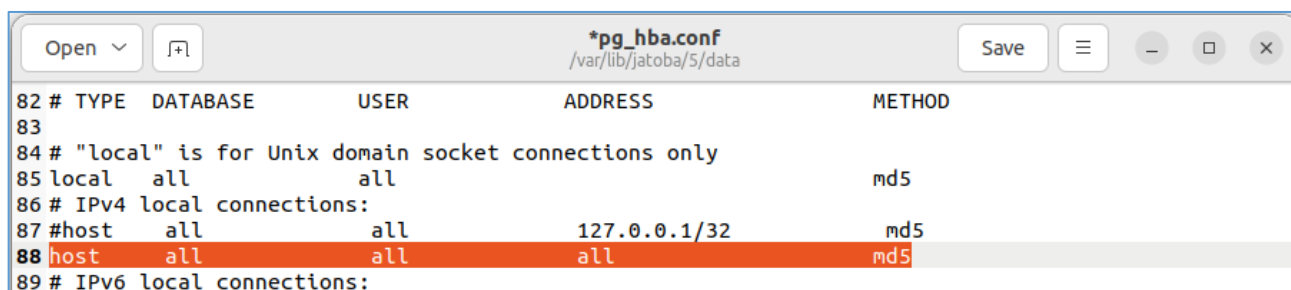 Open
*pg_hba.conf
/var/lib/jatoba/5/data
Save
82 # TYPE  DATABASE        USER            ADDRESS                 METHOD
83
84 # "local" is for Unix domain socket connections only
85 local   all             all                                     md5
86 # IPv4 local connections:
87 #host    all             all             127.0.0.1/32            md5
88 host    all             all             all                     md5
89 # IPv6 local connections: